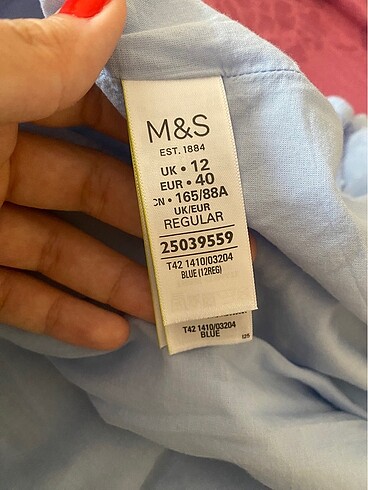 M&S
EST. 1884
UK • 12
EUR • 40
CN • 165/88A
UK/EUR
REGULAR
25039559
T42 1410/03204
BLUE (12REG)
T42 1410/03204
BLUE